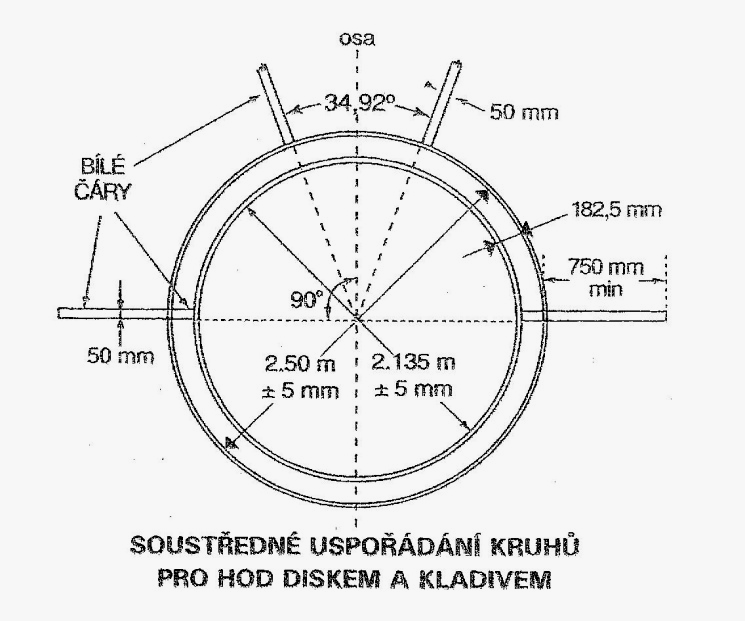 osa
34,92°
50 mm
BÍLÉ
ČÁRY
182,5 mm
750 mm
min
90°
50 mm
2.50 m
± 5 mm
2.135 m
± 5 mm
SOUSTŘEDNÉ USPOŘÁDÁNÍ KRUHŮ
PRO HOD DISKEM A KLADIVEM